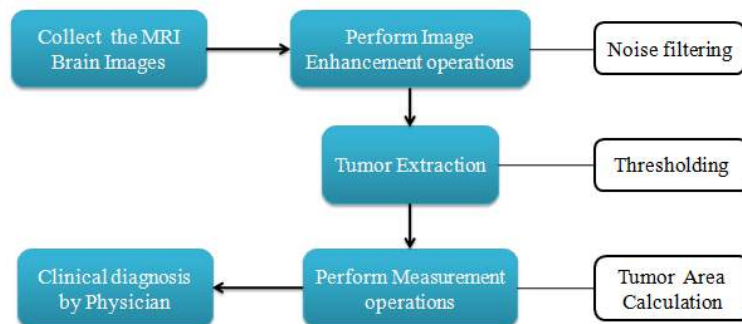 Collect the MRI
Brain Images
Perform Image
Enhancement operations
Noise filtering
Tumor Extraction
Thresholding
Clinical diagnosis
by Physician
Perform Measurement
operations
Tumor Area
Calculation